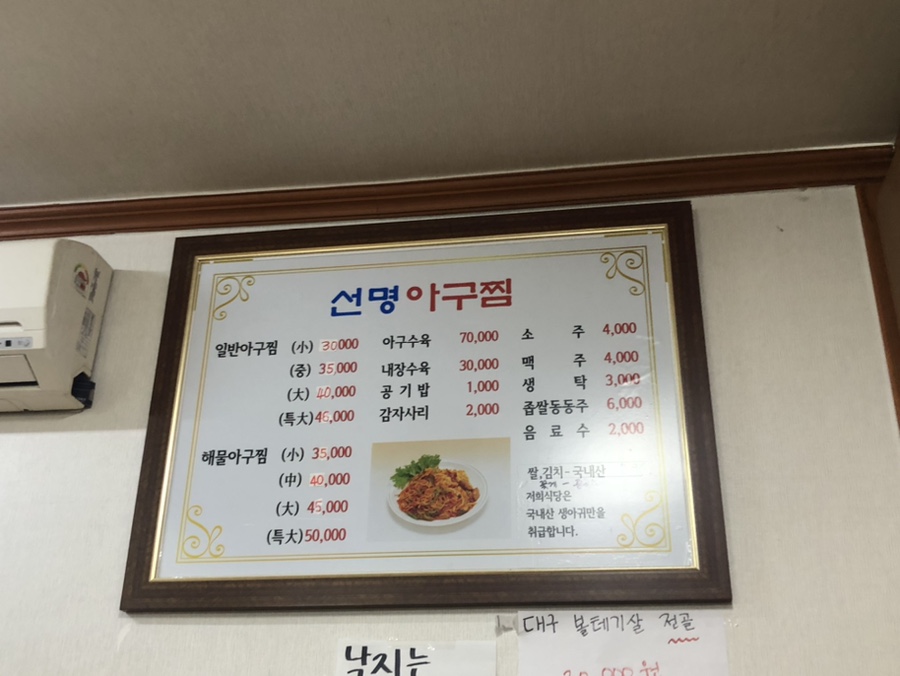 선명아구찜
일반아구찜 (小) 30000
(중) 35,000
(大) 40,000
(특大) 46,000
해물아구찜 (小) 35,000
(中) 40,000
(大) 45,000
(특大) 50,000
아구수육 70,000
내장수육 30,000
공기밥 1,000
감자사리 2,000
소 주 4,000
맥 주 4,000
생 탁 3,000
좁쌀동동주 6,000
음료수 2,000
쌀,김치-국내산
저희식당은
국내산 생아귀만을
취급합니다.
낙지는
대구 볼테기살 전골